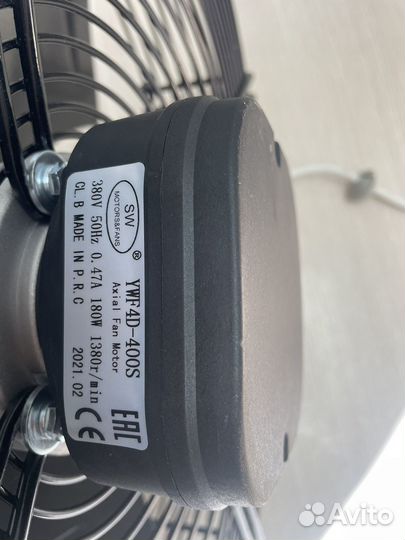 SW
MOTORS&FANS
®
YWF4D-400S
Axial Fan Motor
380V 50Hz 0.47A 180W 1380r/min
CL.B MADE IN P.R.C 2021.02
EAC CE
Avito